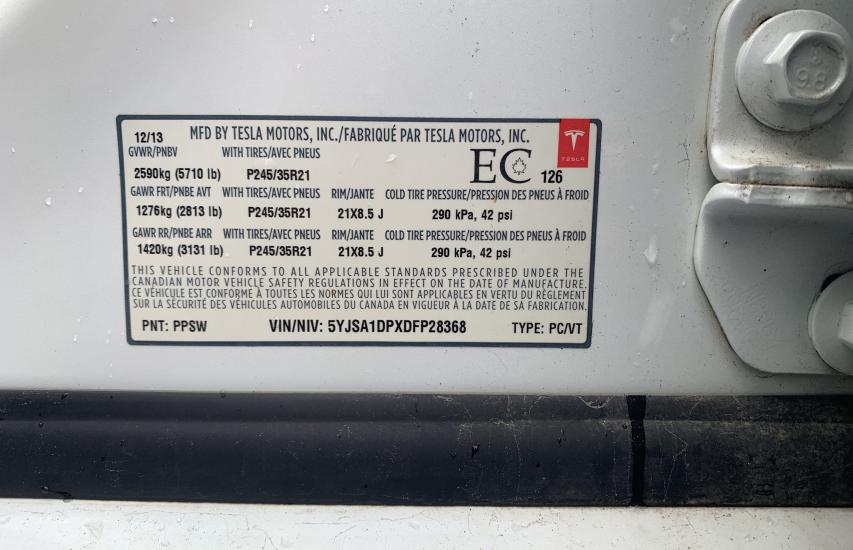 9.8
12/13 MFD BY TESLA MOTORS, INC./FABRIQUÉ PAR TESLA MOTORS, INC.
TESLA
GVWR/PNBV WITH TIRES/AVEC PNEUS
EC 126
2590kg (5710 lb) P245/35R21
GAWR FRT/PNBE AVT WITH TIRES/AVEC PNEUS RIM/JANTE COLD TIRE PRESSURE/PRESSION DES PNEUS À FROID
1276kg (2813 lb) P245/35R21 21X8.5 J 290 kPa, 42 psi
GAWR RR/PNBE ARR WITH TIRES/AVEC PNEUS RIM/JANTE COLD TIRE PRESSURE/PRESSION DES PNEUS À FROID
1420kg (3131 lb) P245/35R21 21X8.5 J 290 kPa, 42 psi
THIS VEHICLE CONFORMS TO ALL APPLICABLE STANDARDS PRESCRIBED UNDER THE
CANADIAN MOTOR VEHICLE SAFETY REGULATIONS IN EFFECT ON THE DATE OF MANUFACTURE.
CE VÉHICULE EST CONFORME À TOUTES LES NORMES QUI LUI SONT APPLICABLES EN VERTU DU RÈGLEMENT
SUR LA SÉCURITÉ DES VÉHICULES AUTOMOBILES DU CANADA EN VIGUEUR À LA DATE DE SA FABRICATION.
PNT: PPSW VIN/NIV: 5YJSA1DPXDFP28368 TYPE: PC/VT